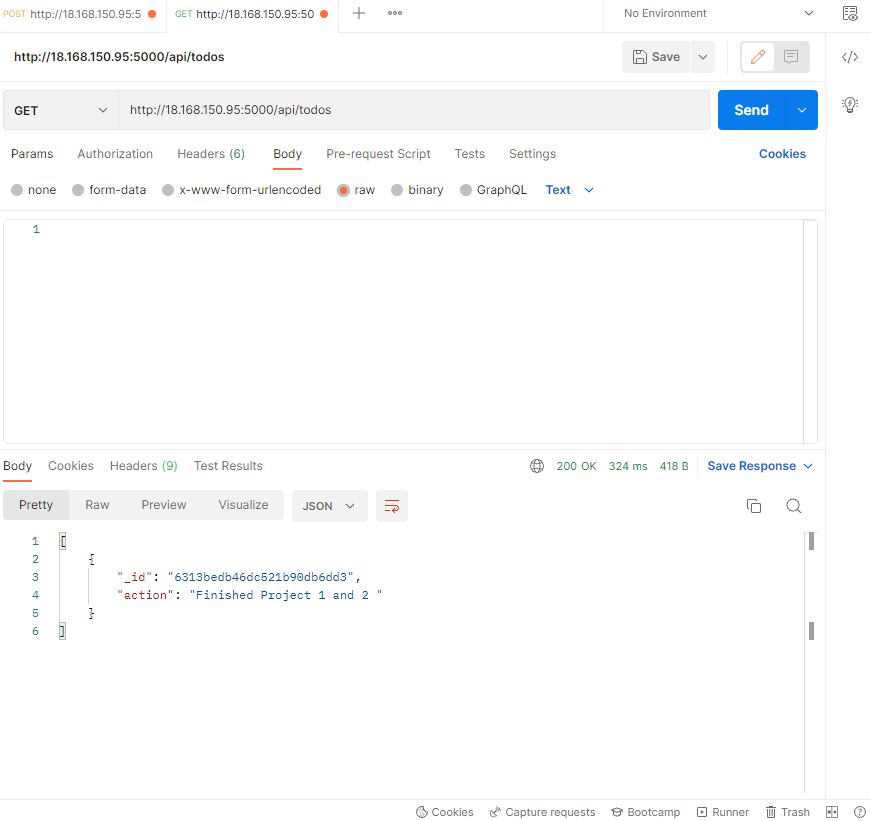 POST http://18.168.150.95:5 GET http://18.168.150.95:50 No Environment
http://18.168.150.95:5000/api/todos Save
GET http://18.168.150.95:5000/api/todos Send
Params Authorization Headers (6) Body Pre-request Script Tests Settings Cookies
none form-data x-www-form-urlencoded raw binary GraphQL Text
1
Body Cookies Headers (9) Test Results 200 OK 324 ms 418 B Save Response
Pretty Raw Preview Visualize JSON
1 [
2 {
3 "_id": "6313bedb46dc521b90db6dd3",
4 "action": "Finished Project 1 and 2 "
5 }
6 ]
Cookies Capture requests Bootcamp Runner Trash